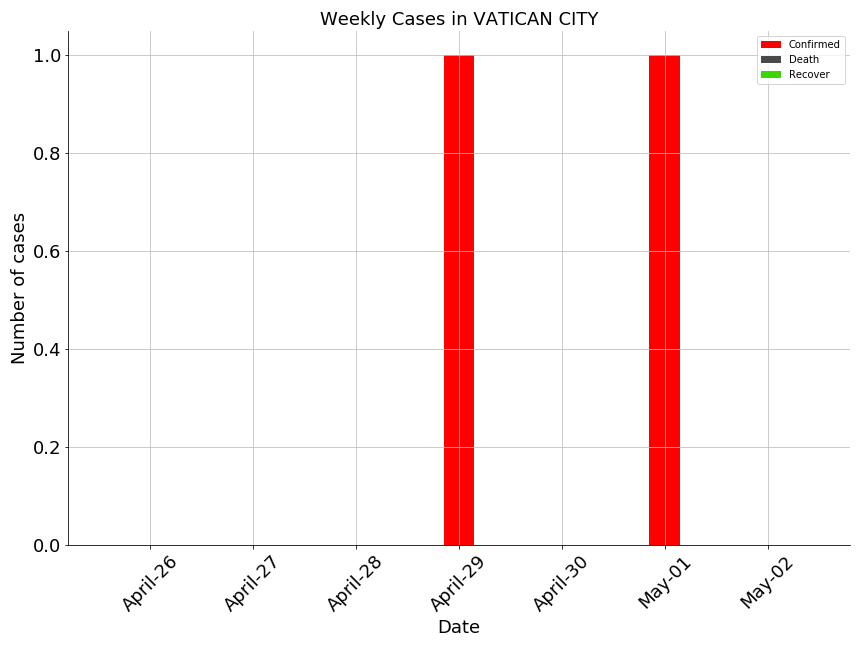 Weekly Cases in VATICAN CITY
Confirmed
Death
Recover
Number of cases
1.0
0.8
0.6
0.4
0.2
0.0
April-26
April-27
April-28
April-29
April-30
May-01
May-02
Date